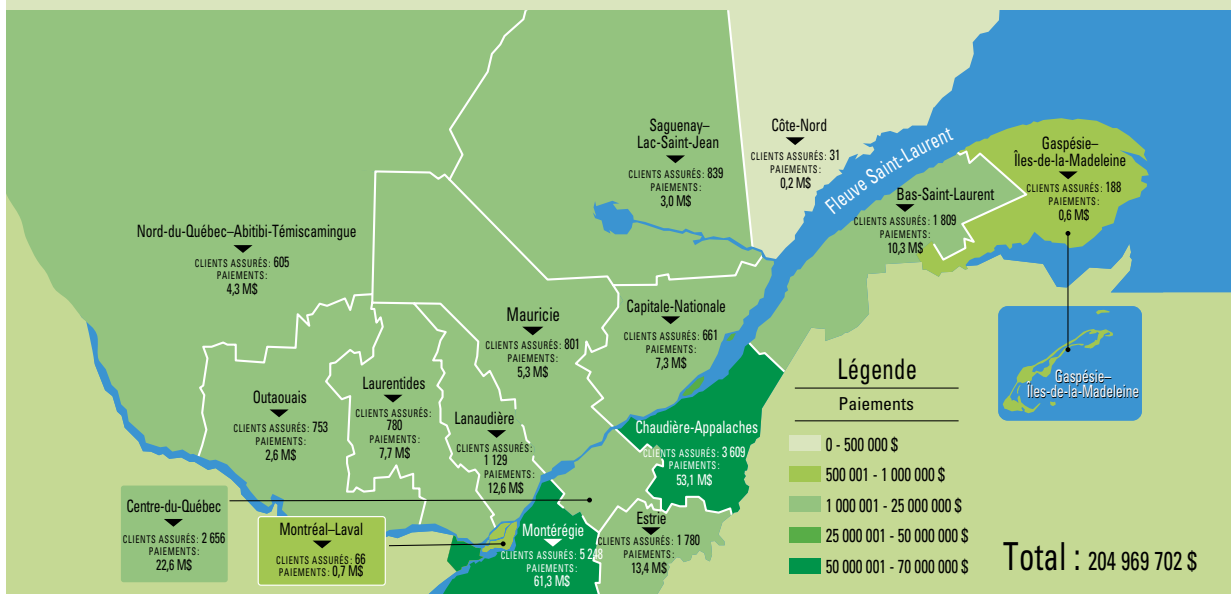 Saguenay–
Lac-Saint-Jean
CLIENTS ASSURÉS: 839
PAIEMENTS:
3,0 M$
Côte-Nord
CLIENTS ASSURÉS: 31
PAIEMENTS:
0,2 M$
Fleuve Saint-Laurent
Gaspésie–
Îles-de-la-Madeleine
CLIENTS ASSURÉS: 188
PAIEMENTS:
0,6 M$
Bas-Saint-Laurent
CLIENTS ASSURÉS: 1 809
PAIEMENTS:
10,3 M$
Nord-du-Québec–Abitibi-Témiscamingue
CLIENTS ASSURÉS: 605
PAIEMENTS:
4,3 M$
Mauricie
CLIENTS ASSURÉS: 801
PAIEMENTS:
5,3 M$
Capitale-Nationale
CLIENTS ASSURÉS: 661
PAIEMENTS:
7,3 M$
Outaouais
CLIENTS ASSURÉS: 753
PAIEMENTS:
2,6 M$
Laurentides
CLIENTS ASSURÉS:
780
PAIEMENTS:
7,7 M$
Lanaudière
CLIENTS ASSURÉS:
1 129
PAIEMENTS:
12,6 M$
Chaudière-Appalaches
CLIENTS ASSURÉS: 3 609
PAIEMENTS:
53,1 M$
Gaspésie–
Îles-de-la-Madeleine
Centre-du-Québec
CLIENTS ASSURÉS: 2 656
PAIEMENTS:
22,6 M$
Montréal–Laval
CLIENTS ASSURÉS: 66
PAIEMENTS: 0,7 M$
Montérégie
CLIENTS ASSURÉS: 5 248
PAIEMENTS:
61,3 M$
Estrie
CLIENTS ASSURÉS: 1 780
PAIEMENTS:
13,4 M$
Légende
Paiements
0 - 500 000 $
500 001 - 1 000 000 $
1 000 001 - 25 000 000 $
25 000 001 - 50 000 000 $
50 000 001 - 70 000 000 $
Total : 204 969 702 $